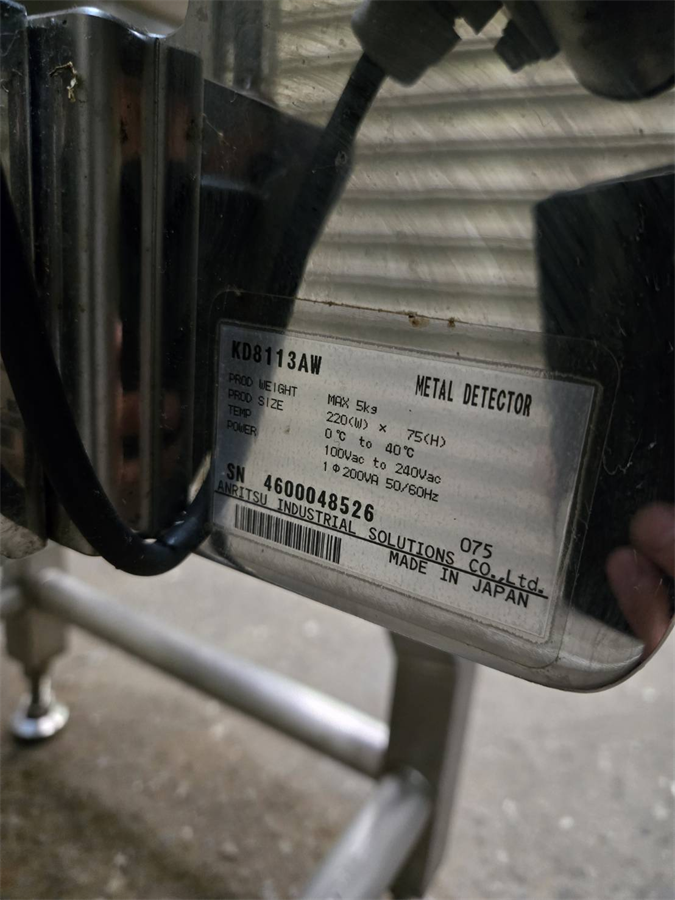 KD8113AW
METAL DETECTOR
PROD WEIGHT MAX 5kg
PROD SIZE 220(W) × 75(H)
TEMP 0℃ to 40℃
POWER 100Vac to 240Vac
1Φ200VA 50/60Hz
SN 4600048526
075
ANRITSU INDUSTRIAL SOLUTIONS CO.,Ltd.
MADE IN JAPAN